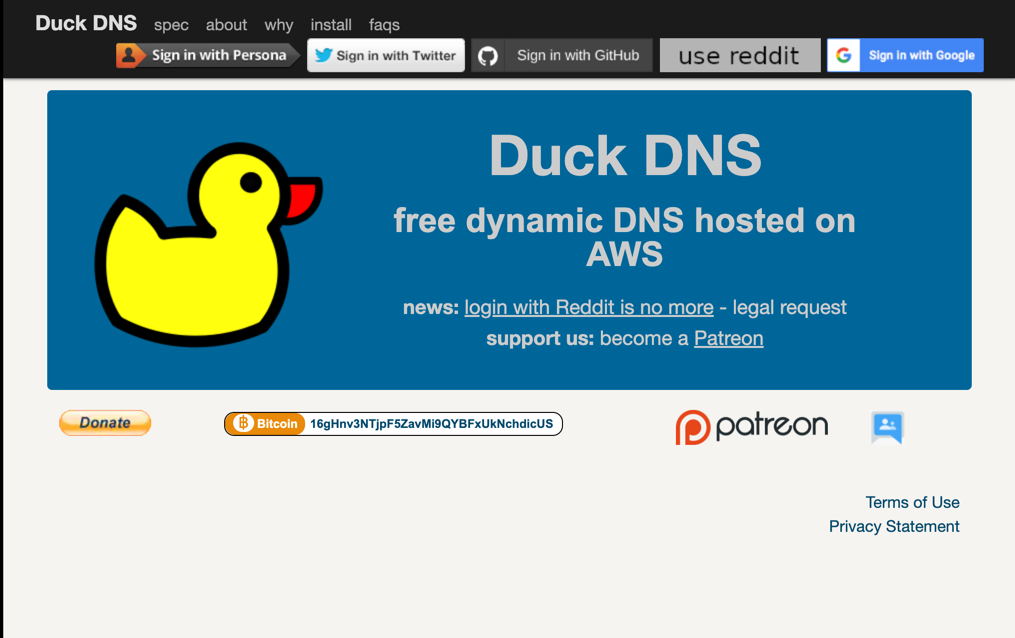 Duck DNS spec about why install faqs
Sign in with Persona Sign in with Twitter Sign in with GitHub use reddit G Sign in with Google
Duck DNS
free dynamic DNS hosted on
AWS
news: login with Reddit is no more - legal request
support us: become a Patreon
Donate Bitcoin 16gHnv3NTjpF5ZavMi9QYBFxUkNchdicUS patreon
Terms of Use
Privacy Statement